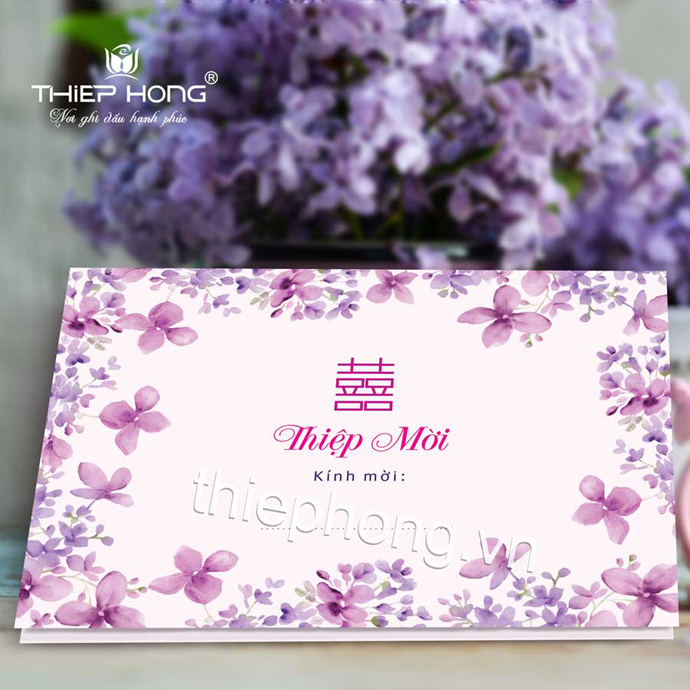 THIEP HONG®
Nơi ghi dấu hạnh phúc
囍
Thiệp Mời
Kính mời:
thiephong.vn